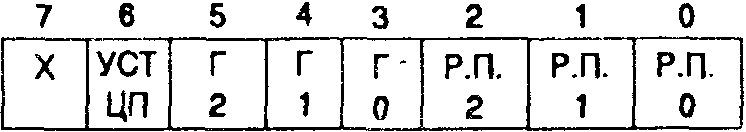 7 6 5 4 3 2 1 0
X УСТ Г Г Г Р.П. Р.П. Р.П.
ЦП 2 1 0 2 1 0